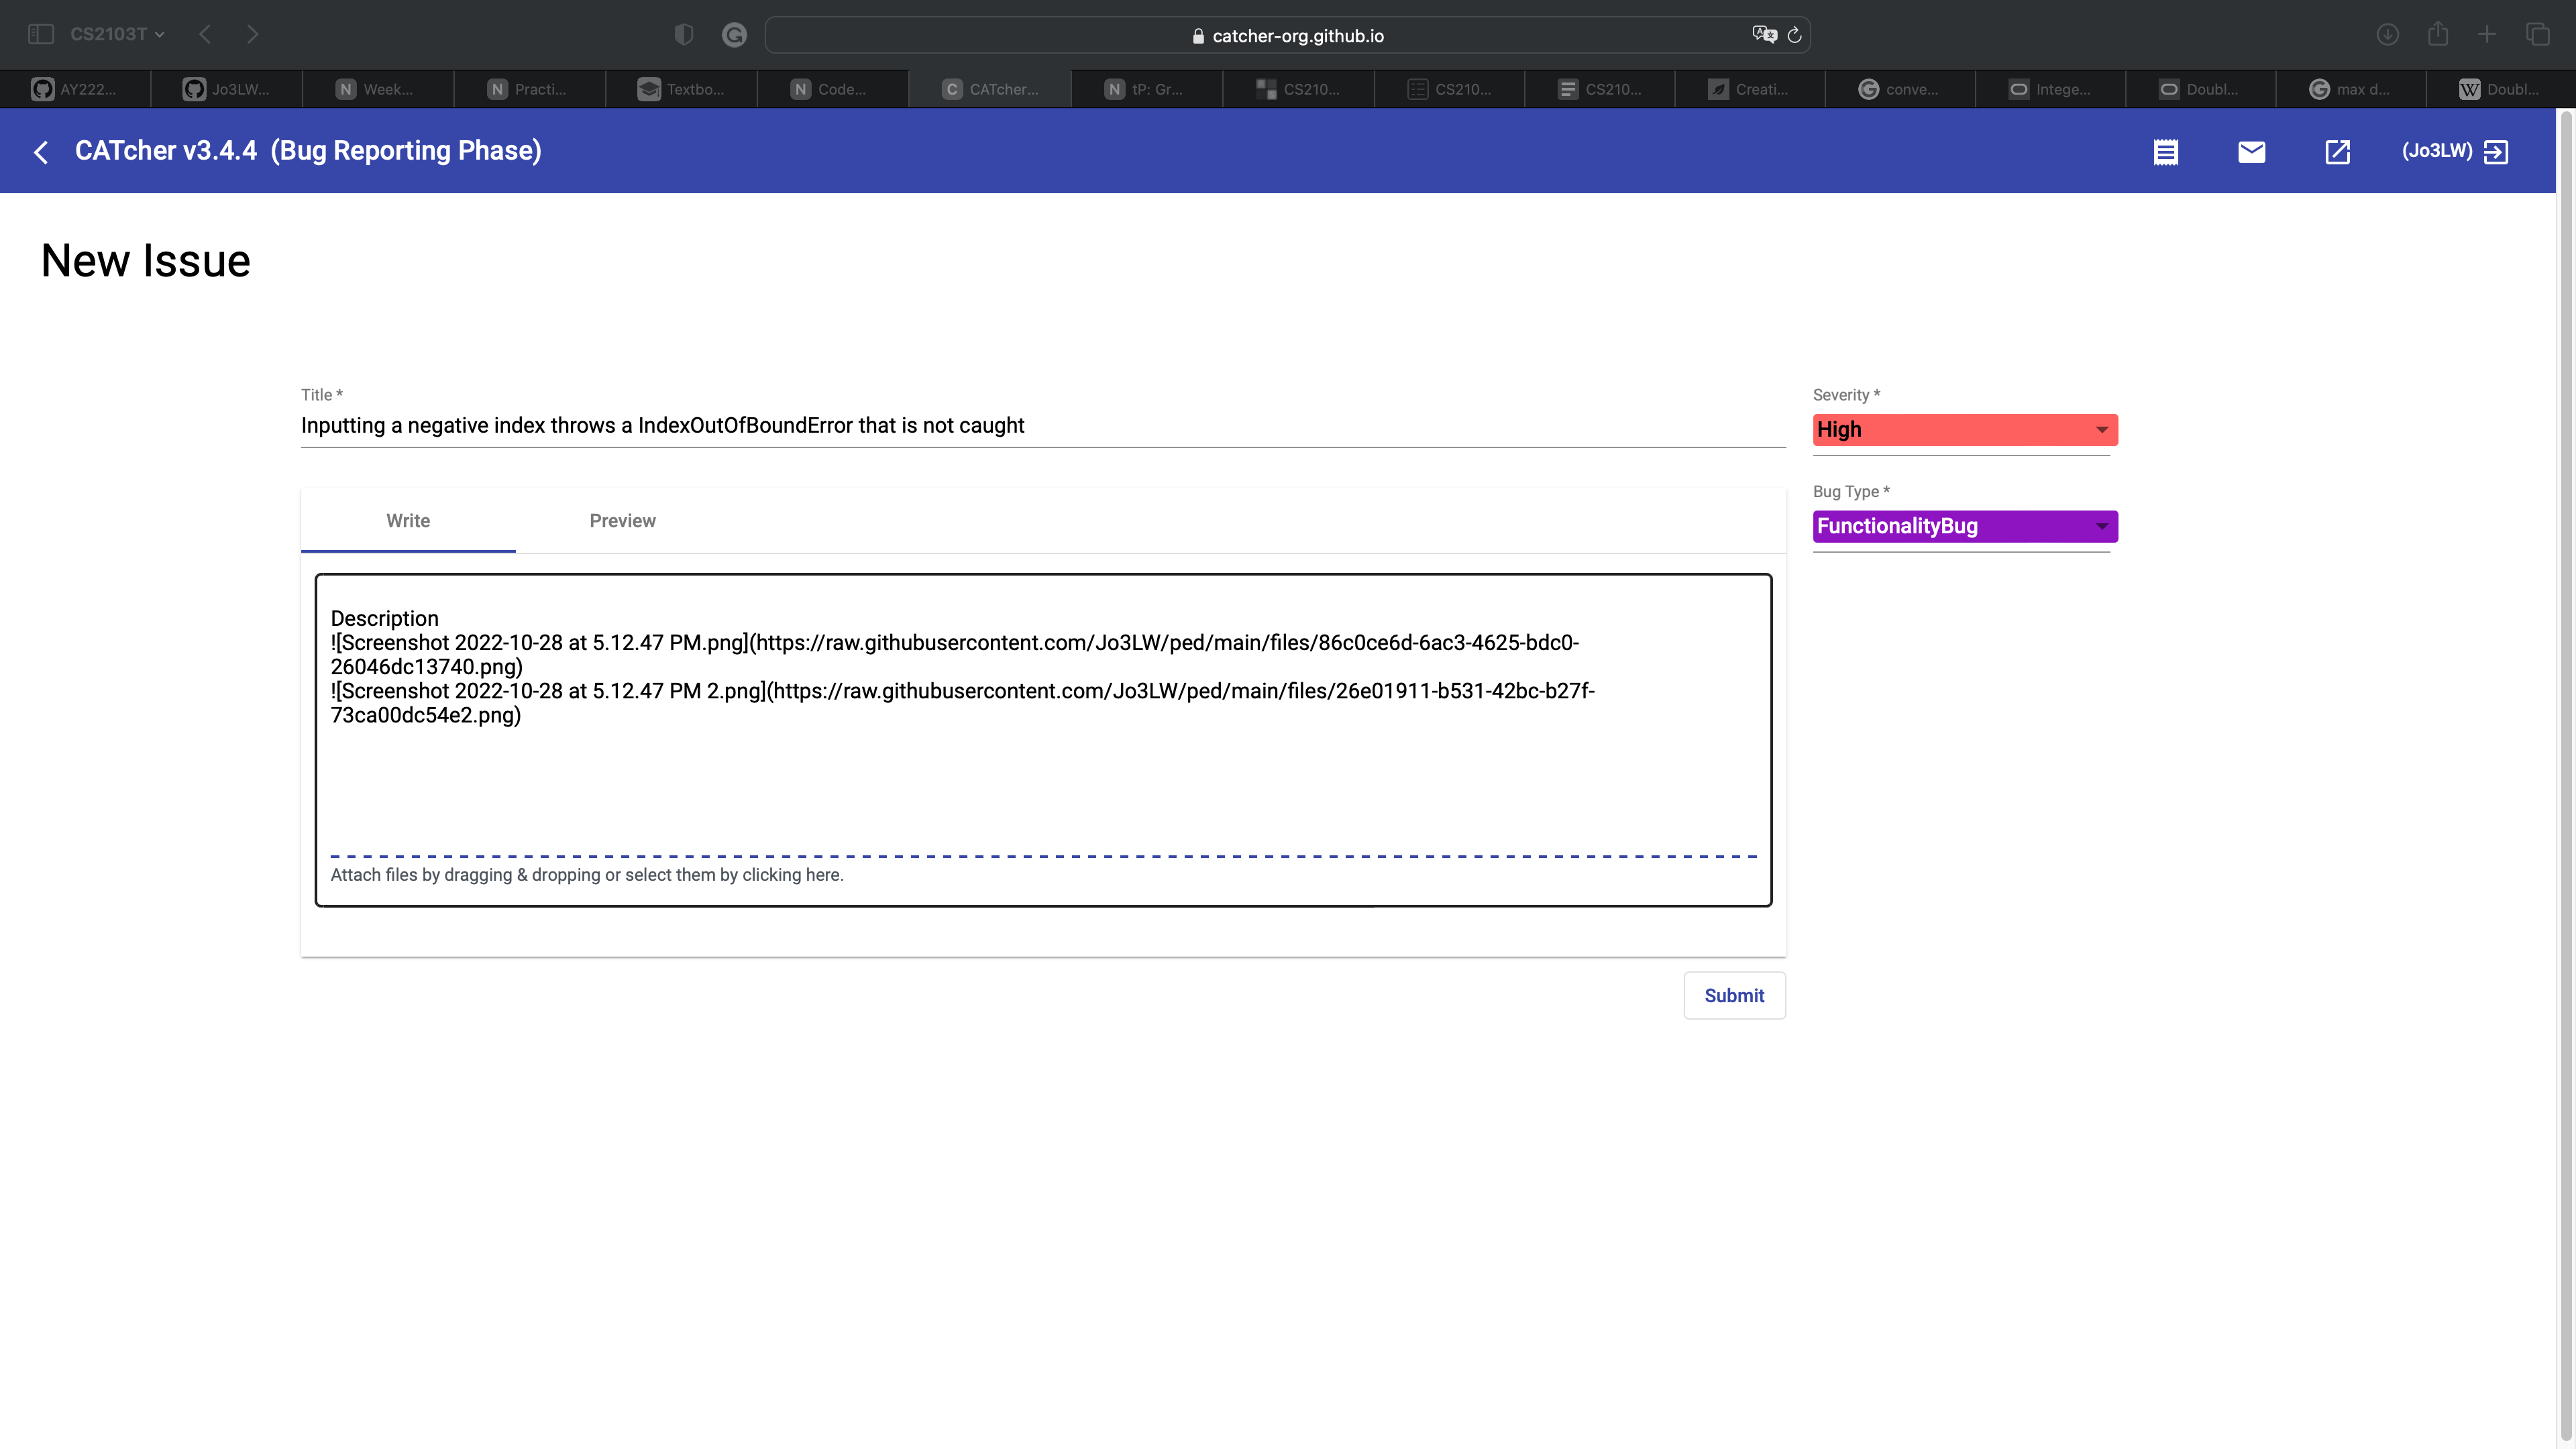 CS2103T
catcher-org.github.io
AY222...
Jo3LW...
N Week...
N Practi...
Textbo...
N Code...
C CATcher...
N tP: Gr...
CS210...
CS210...
CS210...
Creati...
G conve...
Intege...
Doubl...
G max d...
W Doubl...
CATcher v3.4.4 (Bug Reporting Phase)
(Jo3LW)
New Issue
Title *
Inputting a negative index throws a IndexOutOfBoundError that is not caught
Severity *
High
Bug Type *
FunctionalityBug
Write
Preview
Description
![Screenshot 2022-10-28 at 5.12.47 PM.png](https://raw.githubusercontent.com/Jo3LW/ped/main/files/86c0ce6d-6ac3-4625-bdc0-
26046dc13740.png)
![Screenshot 2022-10-28 at 5.12.47 PM 2.png](https://raw.githubusercontent.com/Jo3LW/ped/main/files/26e01911-b531-42bc-b27f-
73ca00dc54e2.png)
Attach files by dragging & dropping or select them by clicking here.
Submit